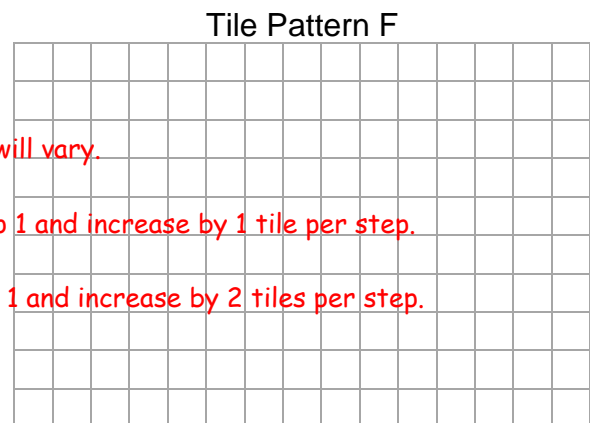 Tile Pattern F
will vary.
1 and increase by 1 tile per step.
1 and increase by 2 tiles per step.